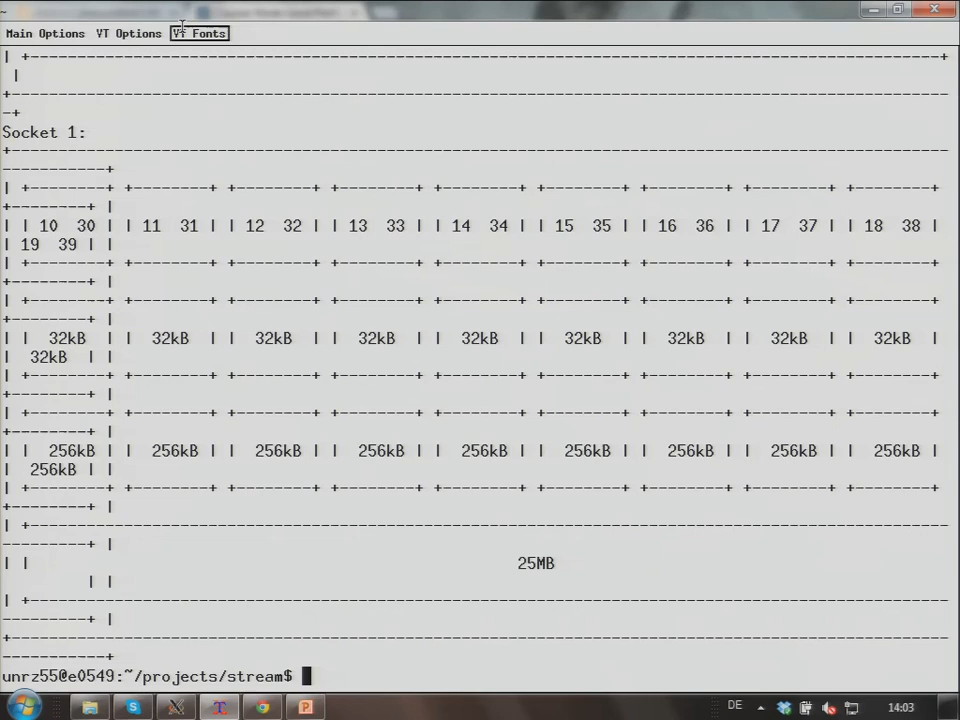 ~
Main Options VT Options VT Fonts
| +--------------------------------------------------------------------------------------------------+
 |
+-----------------------------------------------------------------------------------------------------
-+
Socket 1:
+-----------------------------------------------------------------------------------------------------
-----------+
| +--------+ +--------+ +--------+ +--------+ +--------+ +--------+ +--------+ +--------+ +--------+
+--------+ |
| | 10  30 | | 11  31 | | 12  32 | | 13  33 | | 14  34 | | 15  35 | | 16  36 | | 17  37 | | 18  38 |
| 19  39 | |
| +--------+ +--------+ +--------+ +--------+ +--------+ +--------+ +--------+ +--------+ +--------+
+--------+ |
| +--------+ +--------+ +--------+ +--------+ +--------+ +--------+ +--------+ +--------+ +--------+
+--------+ |
| |  32kB  | |  32kB  | |  32kB  | |  32kB  | |  32kB  | |  32kB  | |  32kB  | |  32kB  | |  32kB  |
|  32kB  | |
| +--------+ +--------+ +--------+ +--------+ +--------+ +--------+ +--------+ +--------+ +--------+
+--------+ |
| +--------+ +--------+ +--------+ +--------+ +--------+ +--------+ +--------+ +--------+ +--------+
+--------+ |
| |  256kB | |  256kB | |  256kB | |  256kB | |  256kB | |  256kB | |  256kB | |  256kB | |  256kB |
|  256kB | |
| +--------+ +--------+ +--------+ +--------+ +--------+ +--------+ +--------+ +--------+ +--------+
+--------+ |
| +---------------------------------------------------------------------------------------------------
---------+ |
| |                                                     25MB
         | |
| +---------------------------------------------------------------------------------------------------
---------+ |
+-----------------------------------------------------------------------------------------------------
-----------+
unrz55@e0549:~/projects/stream$
DE 14:03